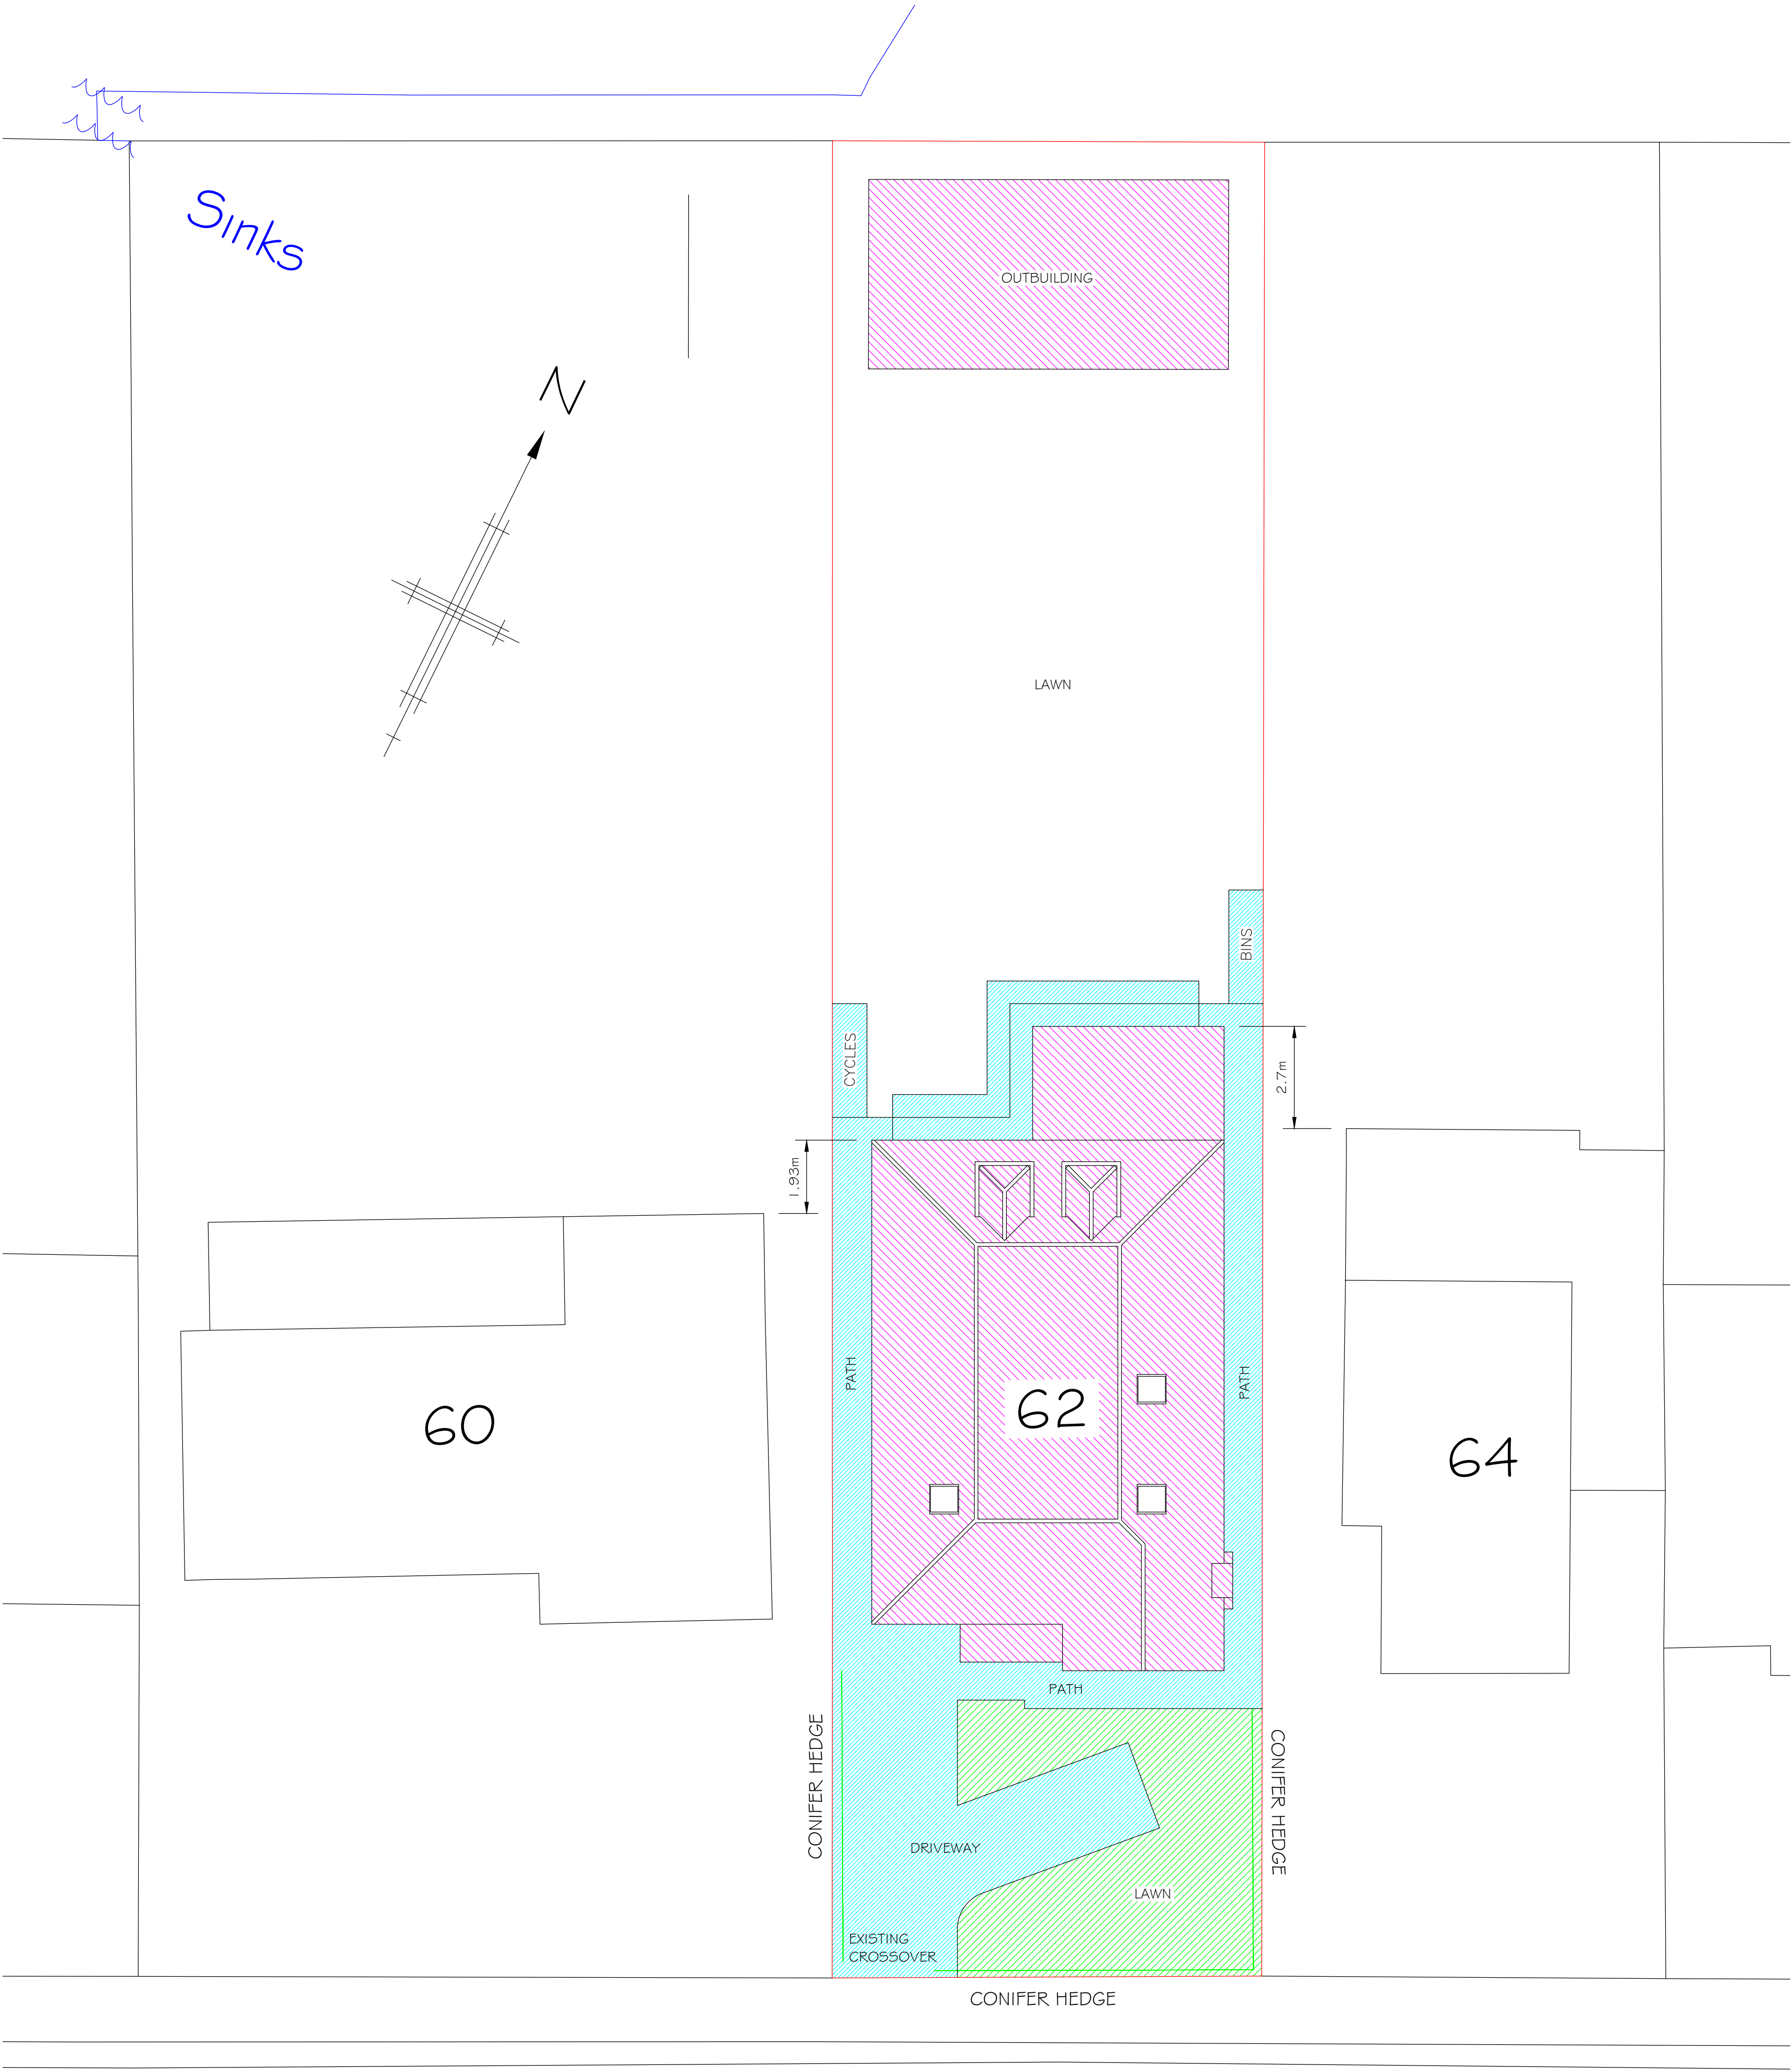 Sinks
OUTBUILDING
N
LAWN
BINS
CYCLES
2.7m
1.93m
PATH
PATH
62
60
64
PATH
CONIFER HEDGE
CONIFER HEDGE
DRIVEWAY
LAWN
EXISTING
CROSSOVER
CONIFER HEDGE